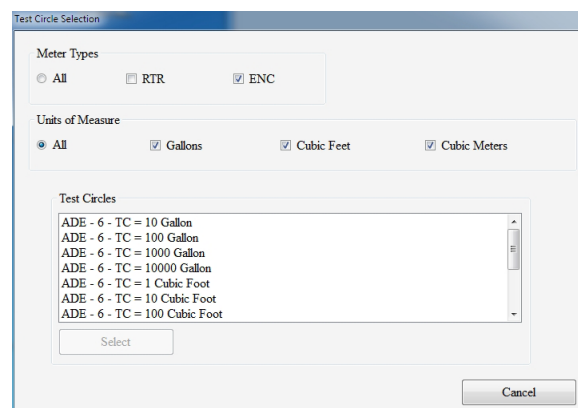 Test Circle Selection
Meter Types
All RTR ENC
Units of Measure
All Gallons Cubic Feet Cubic Meters
Test Circles
ADE - 6 - TC = 10 Gallon
ADE - 6 - TC = 100 Gallon
ADE - 6 - TC = 1000 Gallon
ADE - 6 - TC = 10000 Gallon
ADE - 6 - TC = 1 Cubic Foot
ADE - 6 - TC = 10 Cubic Foot
ADE - 6 - TC = 100 Cubic Foot
Select
Cancel